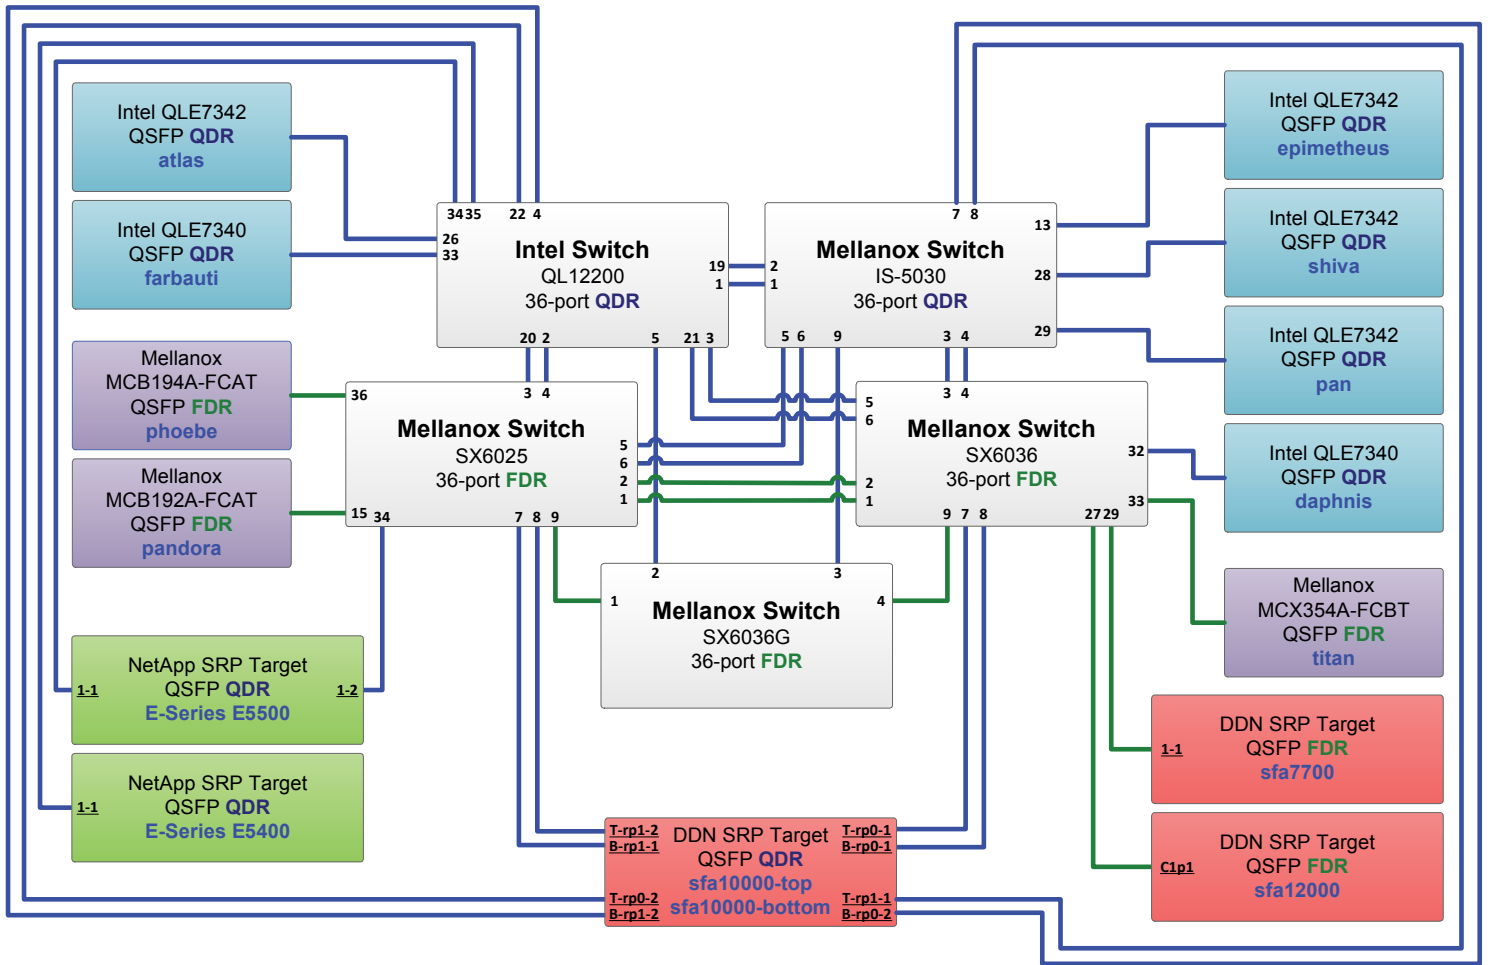 Intel QLE7342
QSFP QDR
atlas
Intel QLE7340
QSFP QDR
farbauti
Mellanox
MCB194A-FCAT
QSFP FDR
phoebe
Mellanox
MCB192A-FCAT
QSFP FDR
pandora
NetApp SRP Target
QSFP QDR
E-Series E5500
1-1
1-2
NetApp SRP Target
QSFP QDR
E-Series E5400
1-1
34 35 22 4
26
33
Intel Switch
QL12200
36-port QDR
19
1
20 2 5 21 3
7 8
Mellanox Switch
IS-5030
36-port QDR
2
1
13
28
29
5 6 9 3 4
3 4
36
Mellanox Switch
SX6025
36-port FDR
5
6
2
1
15 34 7 8 9
3 4
5
6
Mellanox Switch
SX6036
36-port FDR
2
1
32
33
9 7 8 27 29
2 3
1 4
Mellanox Switch
SX6036G
36-port FDR
T-rp1-2
B-rp1-1
T-rp0-2
B-rp1-2
DDN SRP Target
QSFP QDR
sfa10000-top
sfa10000-bottom
T-rp0-1
B-rp0-1
T-rp1-1
B-rp0-2
Intel QLE7342
QSFP QDR
epimetheus
Intel QLE7342
QSFP QDR
shiva
Intel QLE7342
QSFP QDR
pan
Intel QLE7340
QSFP QDR
daphnis
Mellanox
MCX354A-FCBT
QSFP FDR
titan
DDN SRP Target
QSFP FDR
sfa7700
1-1
DDN SRP Target
QSFP FDR
sfa12000
C1p1